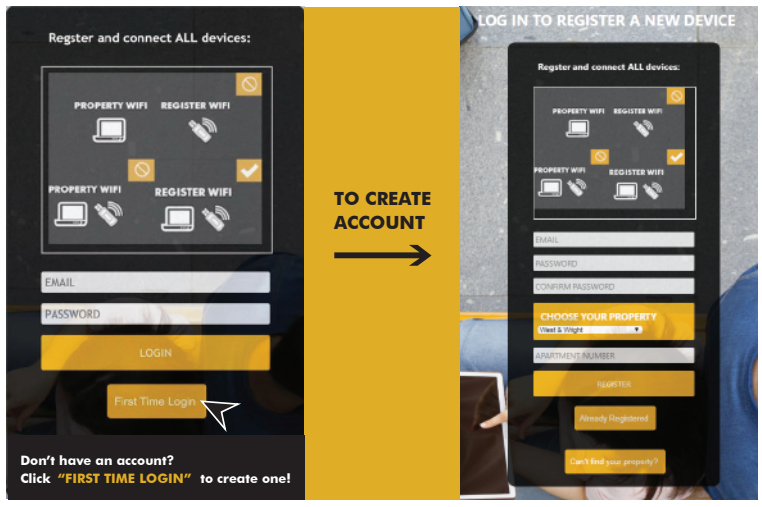 Regster and connect ALL devices:
PROPERTY WIFI REGISTER WIFI
PROPERTY WIFI REGISTER WIFI
EMAIL
PASSWORD
LOGIN
First Time Login
Don't have an account?
Click "FIRST TIME LOGIN" to create one!
TO CREATE
ACCOUNT
LOG IN TO REGISTER A NEW DEVICE
Regster and connect ALL devices:
PROPERTY WIFI REGISTER WIFI
PROPERTY WIFI REGISTER WIFI
EMAIL
PASSWORD
CONFIRM PASSWORD
CHOOSE YOUR PROPERTY
West & Wright
APARTMENT NUMBER
REGISTER
Already Registered
Can't find your property?